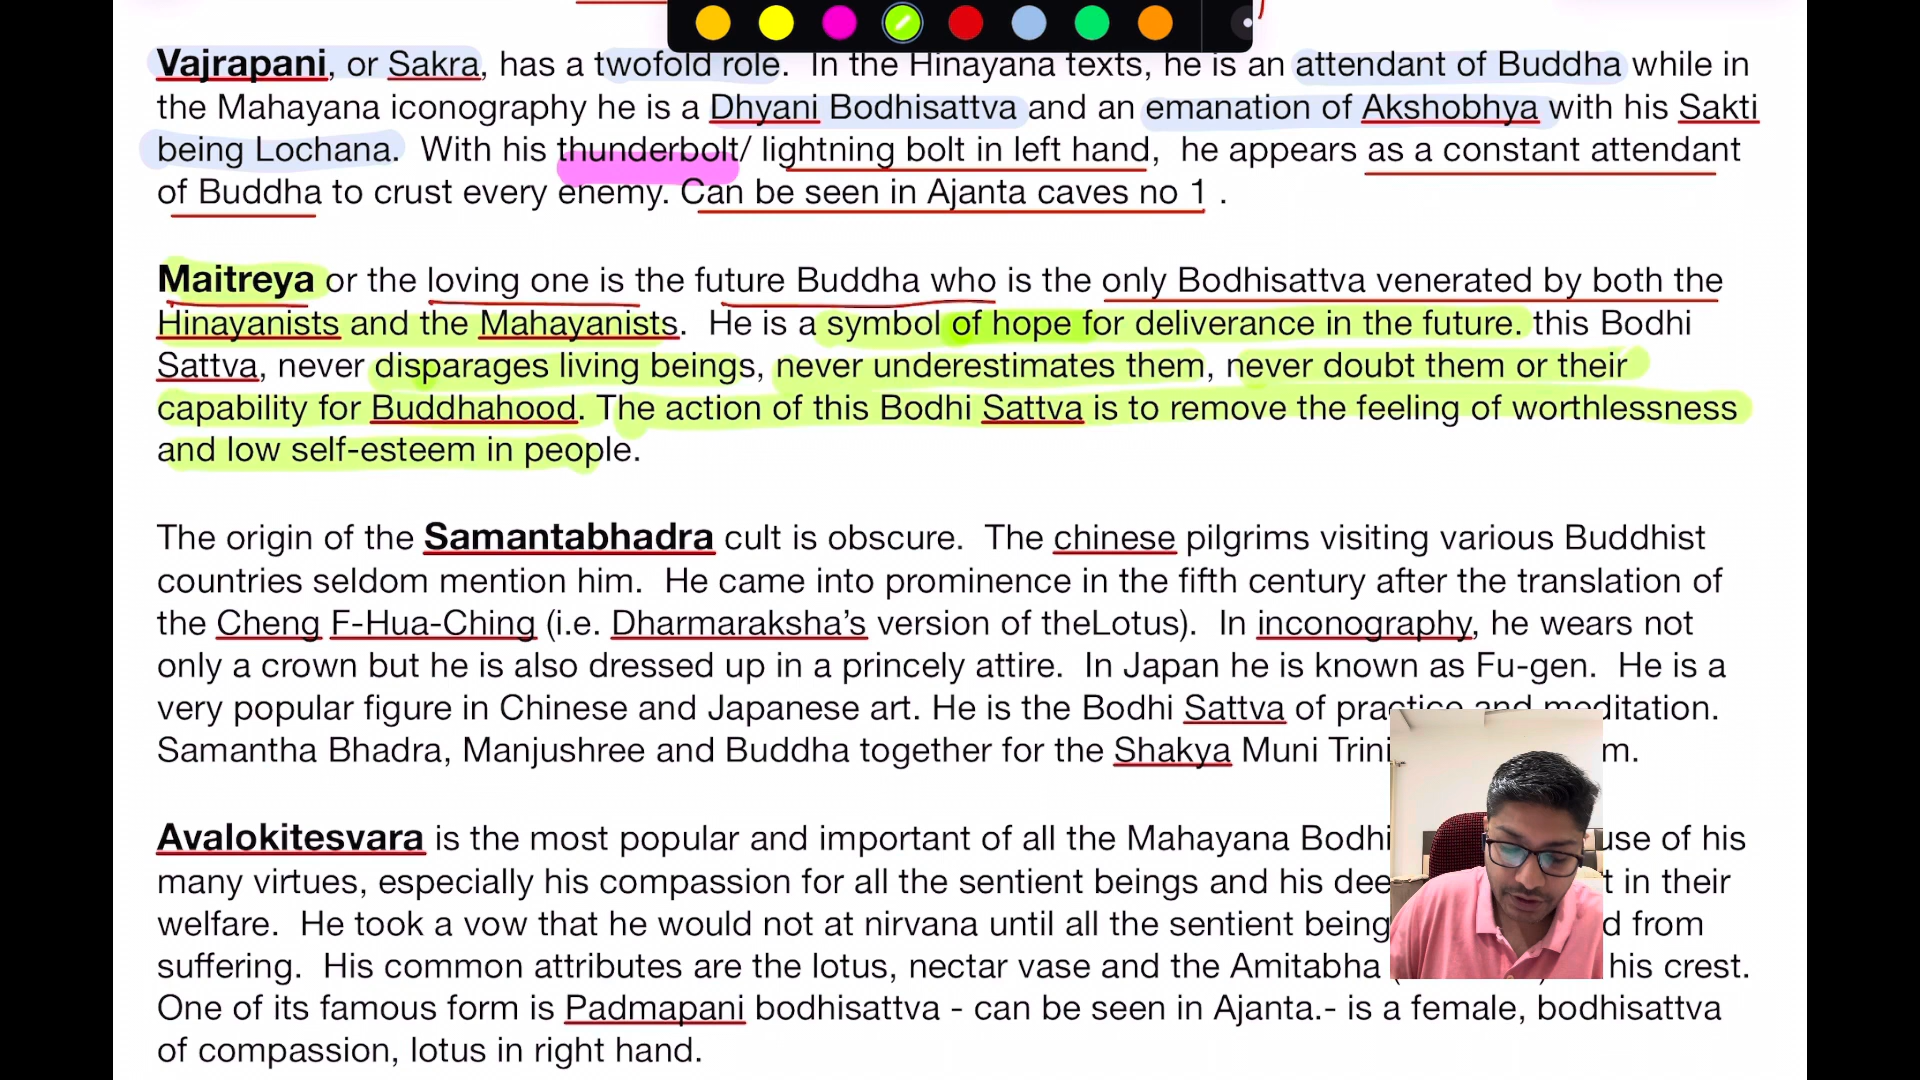 Vajrapani, or Sakra, has a twofold role. In the Hinayana texts, he is an attendant of Buddha while in
the Mahayana iconography he is a Dhyani Bodhisattva and an emanation of Akshobhya with his Sakti
being Lochana. With his thunderbolt/ lightning bolt in left hand, he appears as a constant attendant
of Buddha to crust every enemy. Can be seen in Ajanta caves no 1 .
Maitreya or the loving one is the future Buddha who is the only Bodhisattva venerated by both the
Hinayanists and the Mahayanists. He is a symbol of hope for deliverance in the future. this Bodhi
Sattva, never disparages living beings, never underestimates them, never doubt them or their
capability for Buddhahood. The action of this Bodhi Sattva is to remove the feeling of worthlessness
and low self-esteem in people.
The origin of the Samantabhadra cult is obscure. The chinese pilgrims visiting various Buddhist
countries seldom mention him. He came into prominence in the fifth century after the translation of
the Cheng F-Hua-Ching (i.e. Dharmaraksha's version of theLotus). In inconography, he wears not
only a crown but he is also dressed up in a princely attire. In Japan he is known as Fu-gen. He is a
very popular figure in Chinese and Japanese art. He is the Bodhi Sattva of practice and meditation.
Samantha Bhadra, Manjushree and Buddha together for the Shakya Muni
Avalokitesvara is the most popular and important of all the Mahayana of his
many virtues, especially his compassion for all the sentient beings and his in their
welfare. He took a vow that he would not at nirvana until all the sentient from
suffering. His common attributes are the lotus, nectar vase and the Amitabha his crest.
One of its famous form is Padmapani bodhisattva - can be seen in Ajanta.- is a female, bodhisattva
of compassion, lotus in right hand.